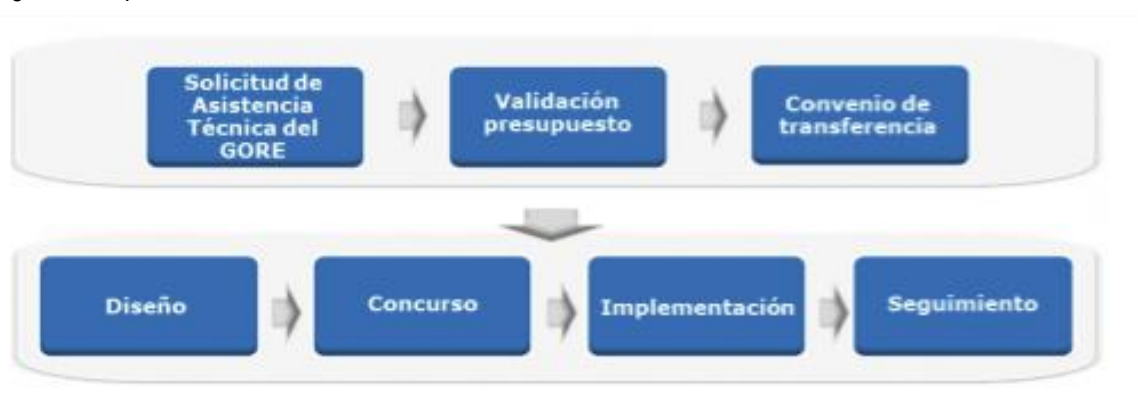 Solicitud de
Asistencia
Técnica del
GORE
Validación
presupuesto
Convenio de
transferencia
Diseño
Concurso
Implementación
Seguimiento